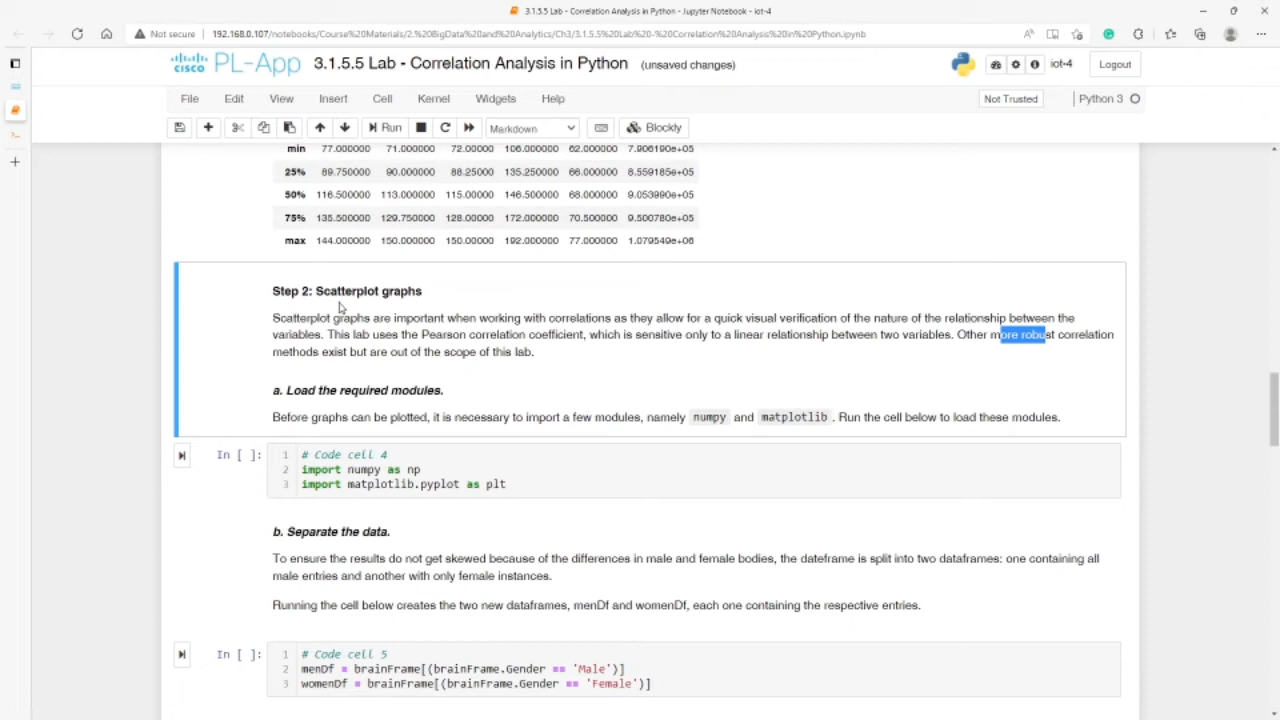 3.1.5.5 Lab - Correlation Analysis in Python - Jupyter Notebook - iot-4
Not secure 192.168.0.107/notebooks/Course%20Materials/2.%20BigData%20and%20Analytics/Ch3/3.1.5.5%20Lab%20-%20Correlation%20Analysis%20in%20Python.ipynb
CISCO PL-App 3.1.5.5 Lab - Correlation Analysis in Python (unsaved changes) iot-4 Logout
File Edit View Insert Cell Kernel Widgets Help Not Trusted Python 3
Run Markdown Blockly
min 77.000000 71.000000 72.00000 106.000000 62.000000 7.906190e+05
25% 89.750000 90.000000 88.25000 135.250000 66.000000 8.559185e+05
50% 116.500000 113.000000 115.00000 146.500000 68.000000 9.053990e+05
75% 135.500000 129.750000 128.00000 172.000000 70.500000 9.500780e+05
max 144.000000 150.000000 150.00000 192.000000 77.000000 1.079549e+06
Step 2: Scatterplot graphs
Scatterplot graphs are important when working with correlations as they allow for a quick visual verification of the nature of the relationship between the
variables. This lab uses the Pearson correlation coefficient, which is sensitive only to a linear relationship between two variables. Other more robust correlation
methods exist but are out of the scope of this lab.
a. Load the required modules.
Before graphs can be plotted, it is necessary to import a few modules, namely numpy and matplotlib . Run the cell below to load these modules.
In [ ]: 1 # Code cell 4
2 import numpy as np
3 import matplotlib.pyplot as plt
b. Separate the data.
To ensure the results do not get skewed because of the differences in male and female bodies, the dateframe is split into two dataframes: one containing all
male entries and another with only female instances.
Running the cell below creates the two new dataframes, menDf and womenDf, each one containing the respective entries.
In [ ]: 1 # Code cell 5
2 menDf = brainFrame[(brainFrame.Gender == 'Male')]
3 womenDf = brainFrame[(brainFrame.Gender == 'Female')]